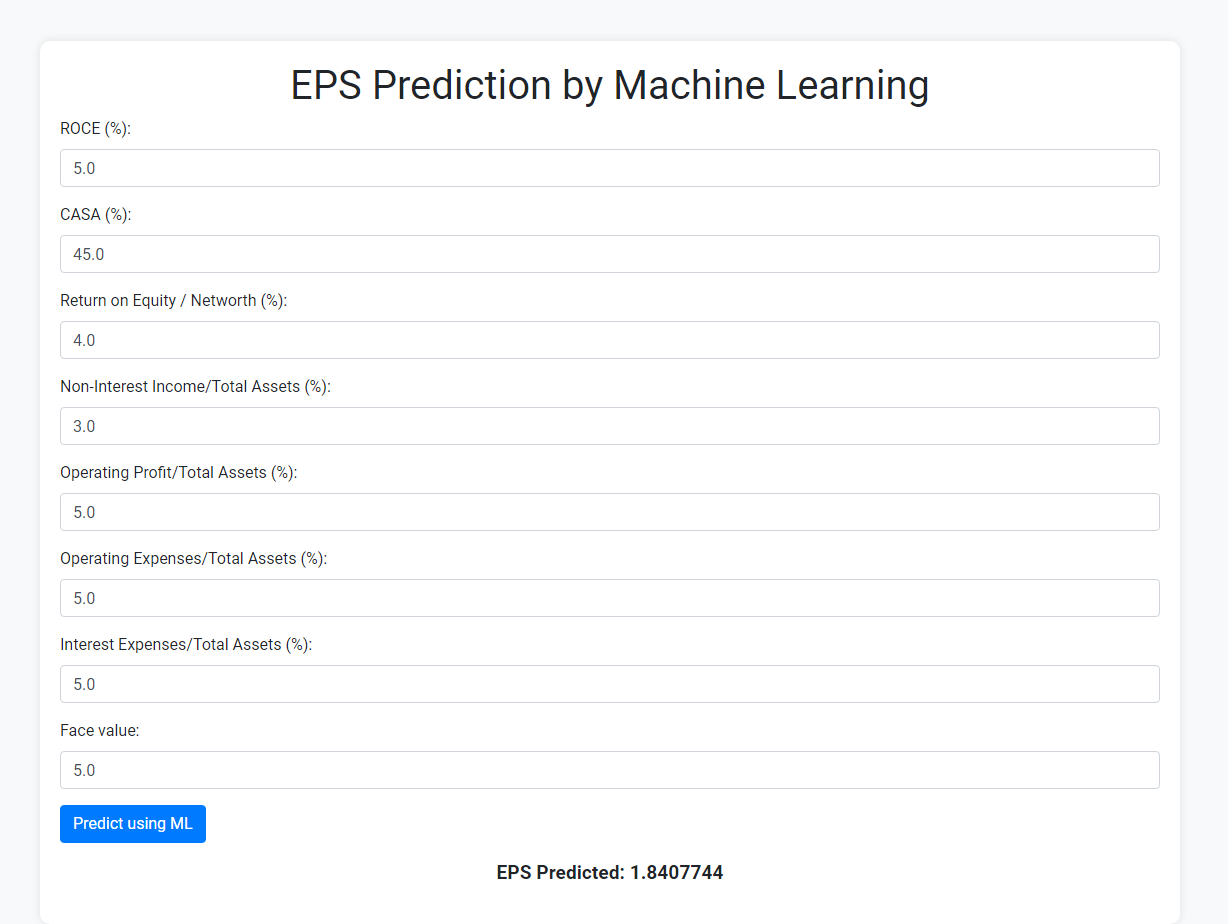 EPS Prediction by Machine Learning
ROCE (%):
5.0
CASA (%):
45.0
Return on Equity / Networth (%):
4.0
Non-Interest Income/Total Assets (%):
3.0
Operating Profit/Total Assets (%):
5.0
Operating Expenses/Total Assets (%):
5.0
Interest Expenses/Total Assets (%):
5.0
Face value:
5.0
Predict using ML
EPS Predicted: 1.8407744